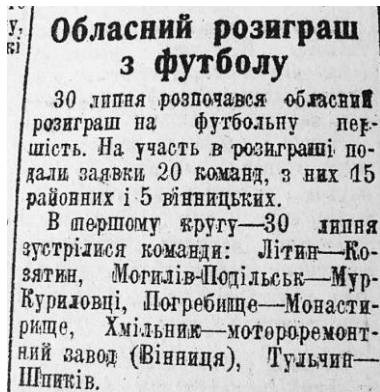 Обласний розиграш
з футболу
30 липня розпочався обласний
розиграш на футбольну пер-
шість. На участь в розиграші по-
дали заявки 20 команд, з них 15
районних і 5 вінницьких.
В першому кругу—30 липня
зустрілися команди: Літин—Ко-
зятин, Могилів-Подільськ—Мур-
Куриловці, Погребище—Монасти-
рище, Хмільник—мотороремонт-
ний завод (Вінниця), Тульчин—
Шпиків.